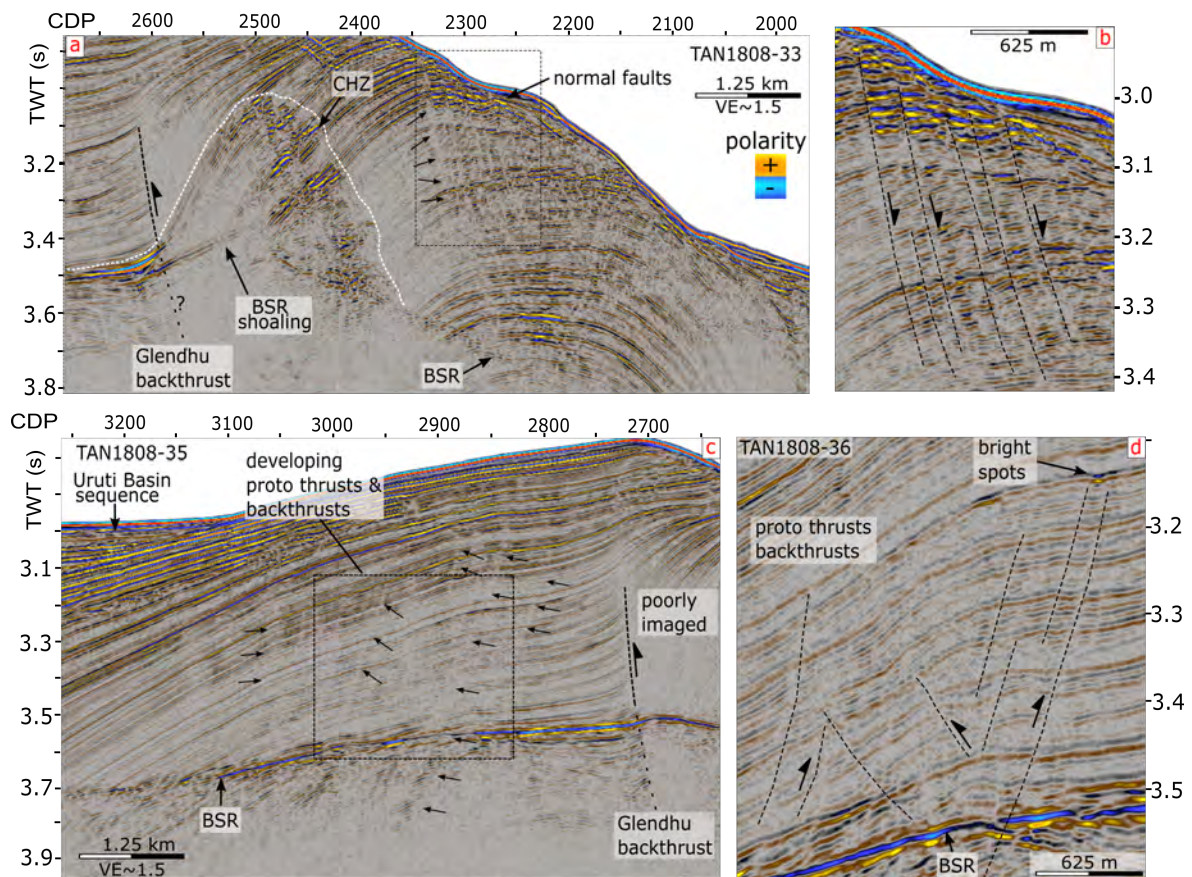 CDP 2600 2500 2400 2300 2200 2100 2000
a
TAN1808-33
1.25 km
VE~1.5
polarity
+
-
normal faults
CHZ
TWT (s)
3.2
3.4
3.6
3.8
?
BSR
shoaling
Glendhu
backthrust
BSR
b
625 m
3.0
3.1
3.2
3.3
3.4
CDP 3200 3100 3000 2900 2800 2700
c
TAN1808-35
Uruti Basin
sequence
developing
proto thrusts &
backthrusts
TWT (s)
3.1
3.3
3.5
3.7
3.9
poorly
imaged
BSR
Glendhu
backthrust
1.25 km
VE~1.5
d
TAN1808-36
bright
spots
proto thrusts
backthrusts
3.2
3.3
3.4
3.5
BSR
625 m